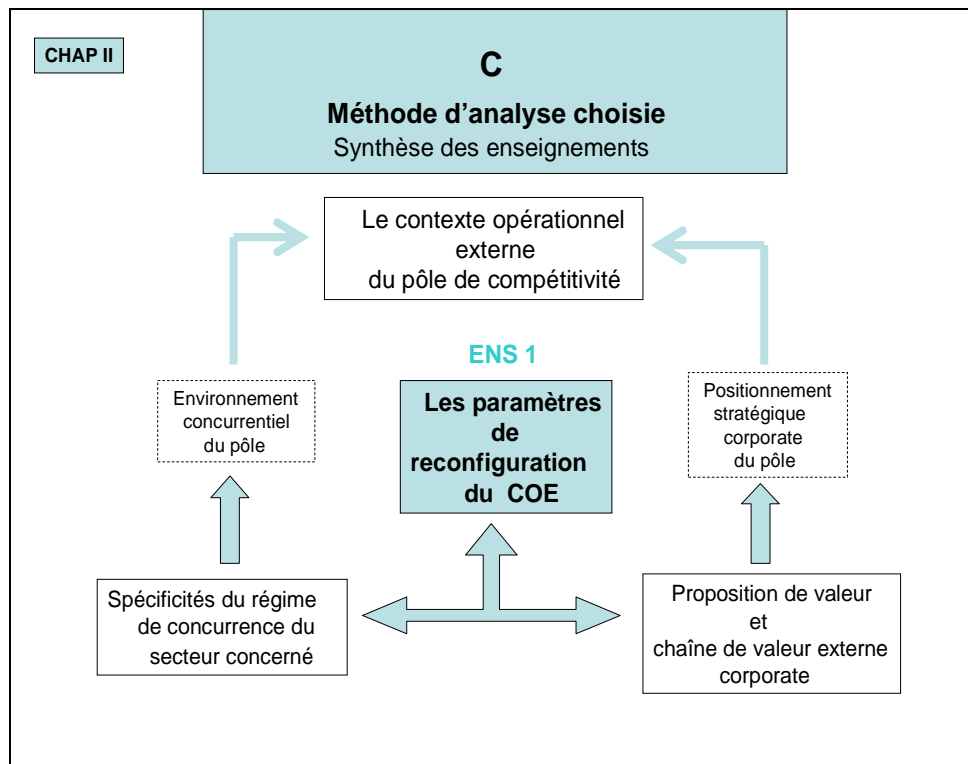 CHAP II
C
Méthode d'analyse choisie
Synthèse des enseignements
Le contexte opérationnel
externe
du pôle de compétitivité
ENS 1
Environnement
concurrentiel
du pôle
Les paramètres
de
reconfiguration
du COE
Positionnement
stratégique
corporate
du pôle
Spécificités du régime
de concurrence du
secteur concerné
Proposition de valeur
et
chaîne de valeur externe
corporate